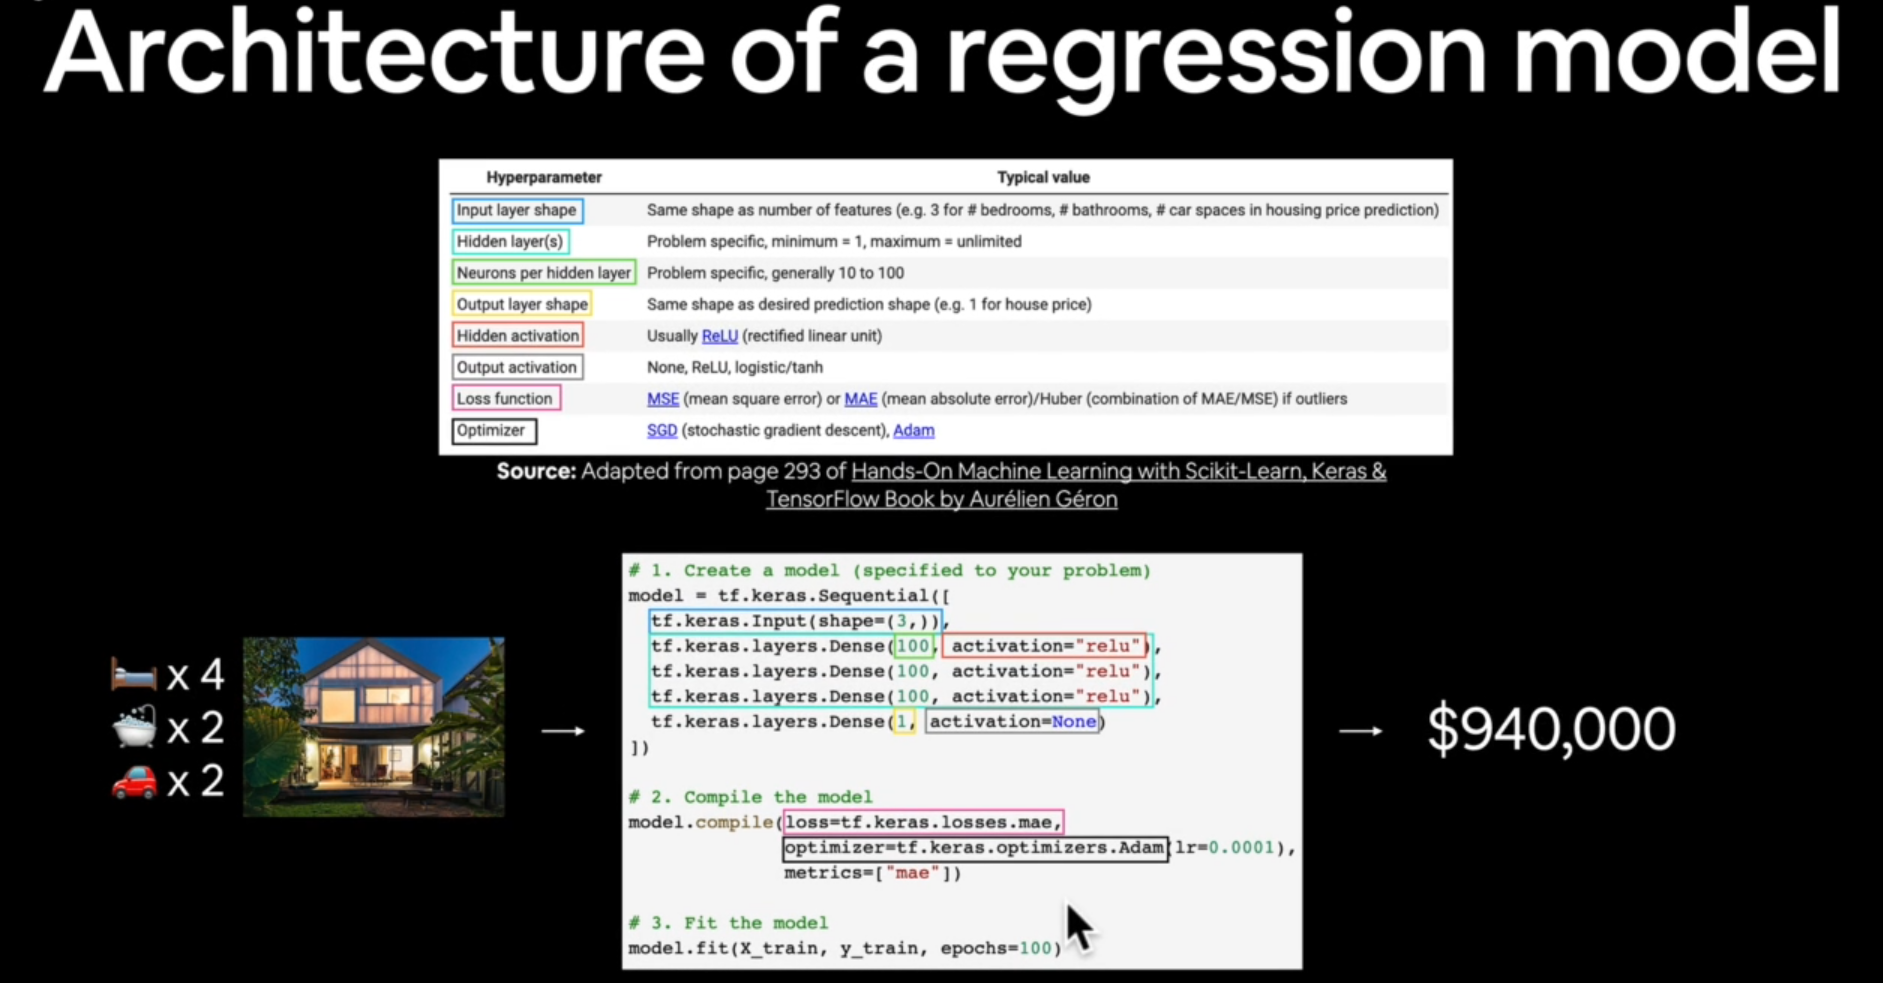 Architecture of a regression model
Hyperparameter Typical value
Input layer shape Same shape as number of features (e.g. 3 for # bedrooms, # bathrooms, # car spaces in housing price prediction)
Hidden layer(s) Problem specific, minimum = 1, maximum = unlimited
Neurons per hidden layer Problem specific, generally 10 to 100
Output layer shape Same shape as desired prediction shape (e.g. 1 for house price)
Hidden activation Usually ReLU (rectified linear unit)
Output activation None, ReLU, logistic/tanh
Loss function MSE (mean square error) or MAE (mean absolute error)/Huber (combination of MAE/MSE) if outliers
Optimizer SGD (stochastic gradient descent), Adam
Source: Adapted from page 293 of Hands-On Machine Learning with Scikit-Learn, Keras &
TensorFlow Book by Aurélien Géron
x 4
x 2
x 2
# 1. Create a model (specified to your problem)
model = tf.keras.Sequential([
tf.keras.Input(shape=(3,)),
tf.keras.layers.Dense(100, activation="relu"),
tf.keras.layers.Dense(100, activation="relu"),
tf.keras.layers.Dense(100, activation="relu"),
tf.keras.layers.Dense(1, activation=None)
])
# 2. Compile the model
model.compile(loss=tf.keras.losses.mae,
optimizer=tf.keras.optimizers.Adam(lr=0.0001),
metrics=["mae"])
# 3. Fit the model
model.fit(X_train, y_train, epochs=100)
$940,000